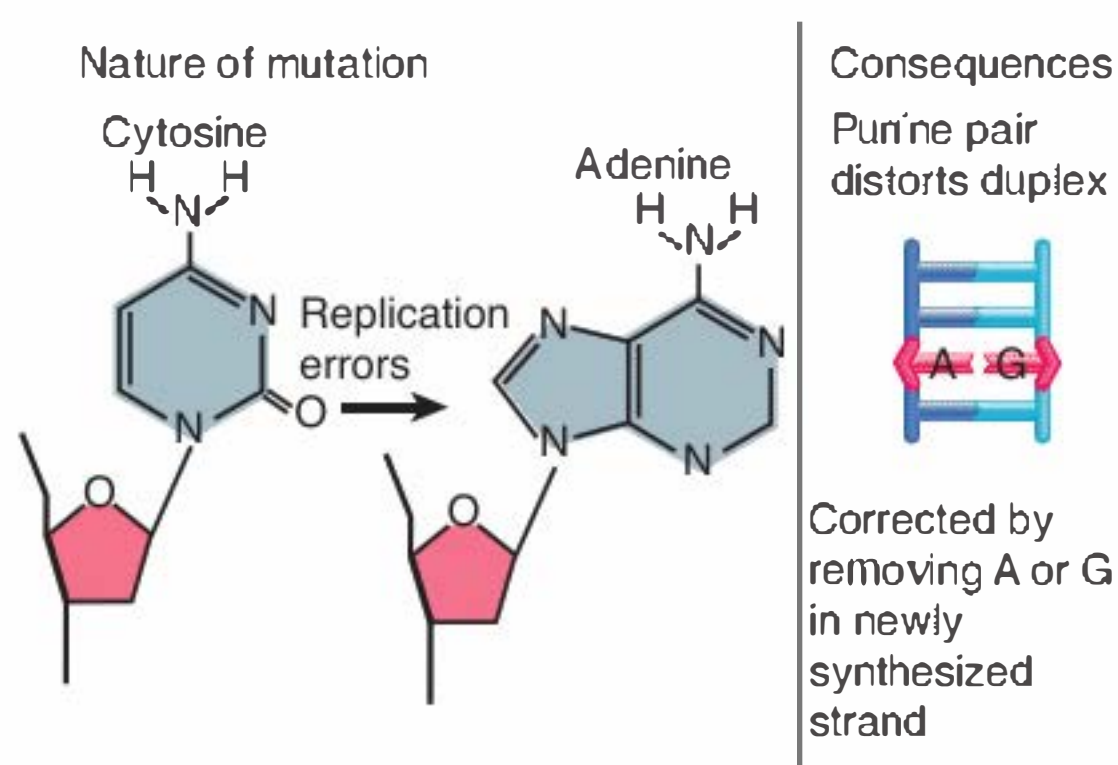 Nature of mutation
Cytosine
H H
N
N
O
N
O
Replication
errors
Adenine
H H
N
N
N
N
N
O
Consequences
Purine pair
distorts duplex
A G
Corrected by
removing A or G
in newly
synthesized
strand